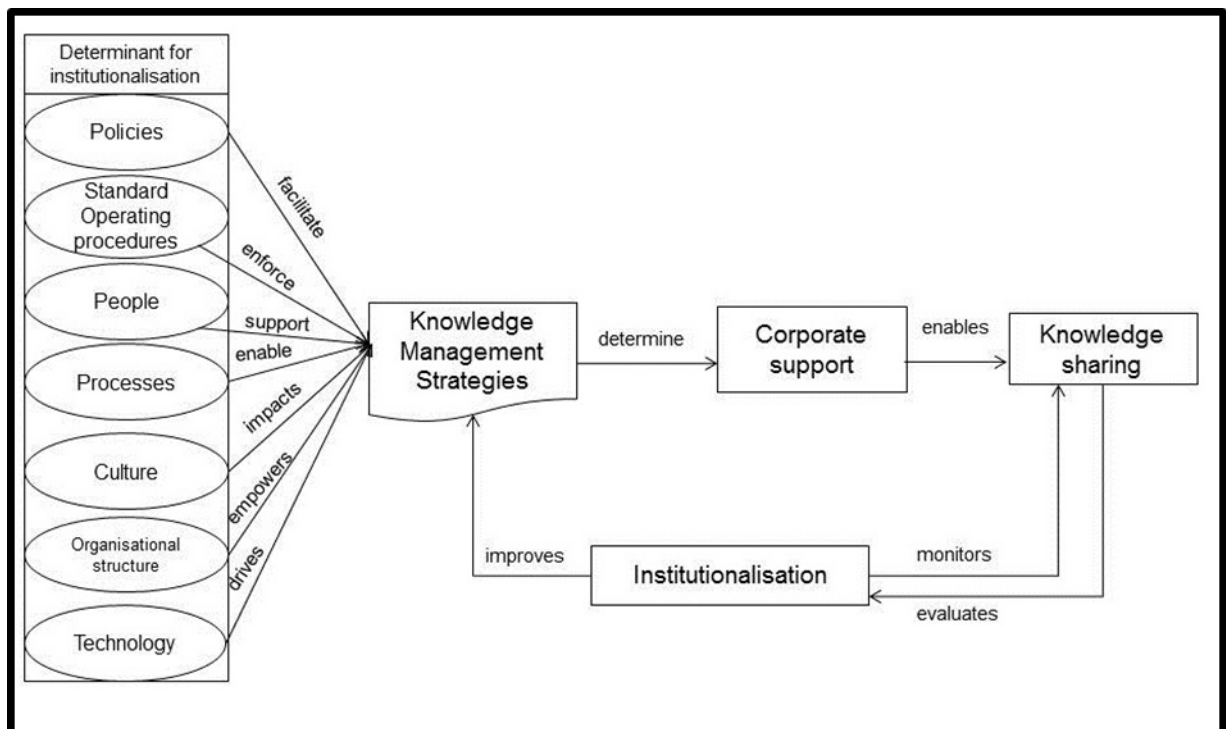 Determinant for
institutionalisation
Policies
Standard
Operating
procedures
People
Processes
Culture
Organisational
structure
Technology
facilitate
enforce
support
enable
impacts
empowers
drives
Knowledge
Management
Strategies
determine
Corporate
support
enables
Knowledge
sharing
improves
Institutionalisation
monitors
evaluates